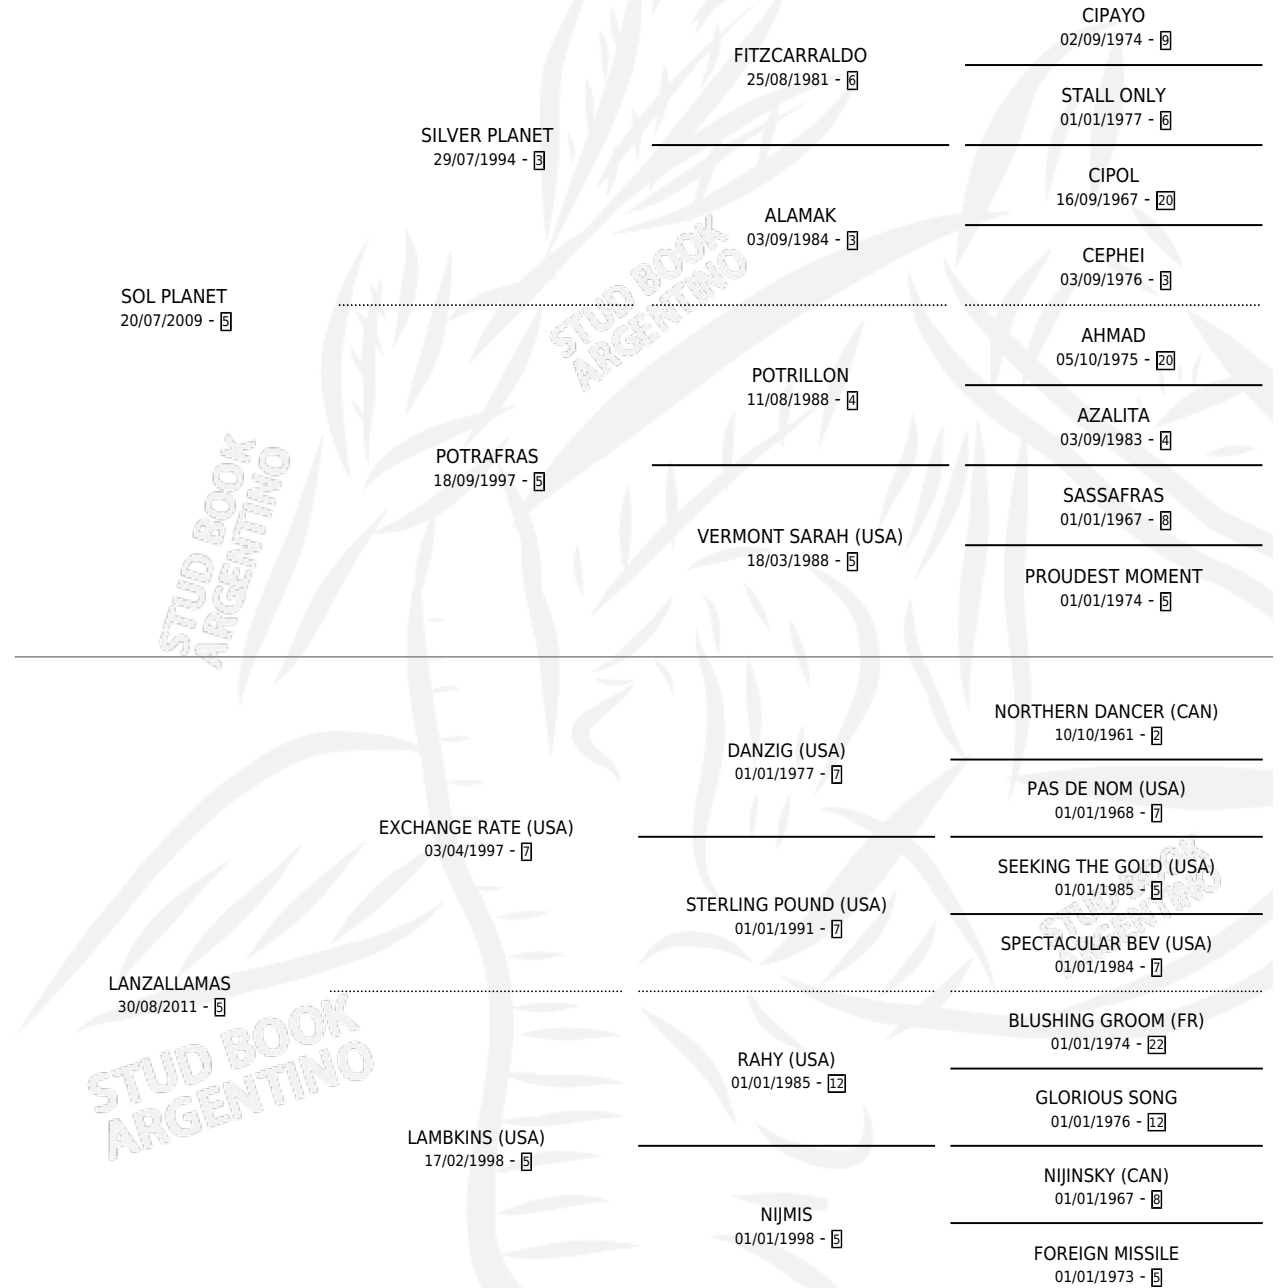 CIPAYO
02/09/1974 - 9
FITZCARRALDO
25/08/1981 - 6
STALL ONLY
01/01/1977 - 6
SILVER PLANET
29/07/1994 - 3
CIPOL
16/09/1967 - 20
ALAMAK
03/09/1984 - 3
CEPHEI
03/09/1976 - 3
SOL PLANET
20/07/2009 - 5
AHMAD
05/10/1975 - 20
POTRILLON
11/08/1988 - 4
AZALITA
03/09/1983 - 4
POTRAFRAS
18/09/1997 - 5
SASSAFRAS
01/01/1967 - 8
VERMONT SARAH (USA)
18/03/1988 - 5
PROUDEST MOMENT
01/01/1974 - 5
NORTHERN DANCER (CAN)
10/10/1961 - 2
DANZIG (USA)
01/01/1977 - 7
PAS DE NOM (USA)
01/01/1968 - 7
EXCHANGE RATE (USA)
03/04/1997 - 7
SEEKING THE GOLD (USA)
01/01/1985 - 5
STERLING POUND (USA)
01/01/1991 - 7
SPECTACULAR BEV (USA)
01/01/1984 - 7
LANZALLAMAS
30/08/2011 - 5
BLUSHING GROOM (FR)
01/01/1974 - 22
RAHY (USA)
01/01/1985 - 12
GLORIOUS SONG
01/01/1976 - 12
LAMBKINS (USA)
17/02/1998 - 5
NIJINSKY (CAN)
01/01/1967 - 8
NIJMIS
01/01/1998 - 5
FOREIGN MISSILE
01/01/1973 - 5
STUD BOOK
ARGENTINO
STUD BOOK
ARGENTINO
STUD BOOK
ARGENTINO
STUD BOOK
ARGENTINO